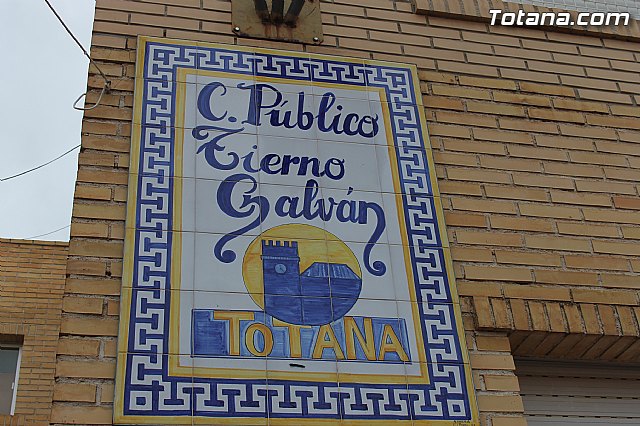 Totana.com
C. Público
Tierno
Galván
TOTANA